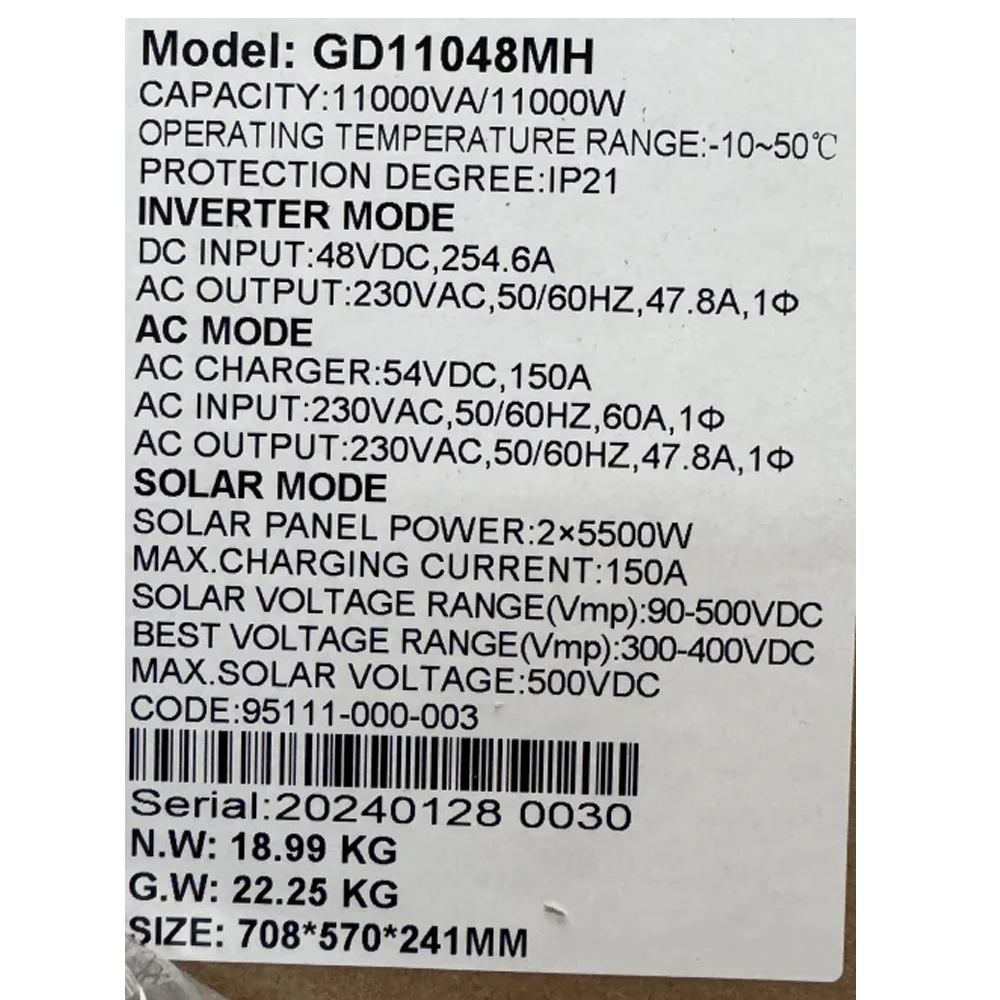 Model: GD11048MH
CAPACITY:11000VA/11000W
OPERATING TEMPERATURE RANGE:-10~50℃
PROTECTION DEGREE:IP21
INVERTER MODE
DC INPUT:48VDC,254.6A
AC OUTPUT:230VAC,50/60HZ,47.8A,1Φ
AC MODE
AC CHARGER:54VDC,150A
AC INPUT:230VAC,50/60HZ,60A,1Φ
AC OUTPUT:230VAC,50/60HZ,47.8A,1Φ
SOLAR MODE
SOLAR PANEL POWER:2×5500W
MAX.CHARGING CURRENT:150A
SOLAR VOLTAGE RANGE(Vmp):90-500VDC
BEST VOLTAGE RANGE(Vmp):300-400VDC
MAX.SOLAR VOLTAGE:500VDC
CODE:95111-000-003
Serial:20240128 0030
N.W: 18.99 KG
G.W: 22.25 KG
SIZE: 708*570*241MM